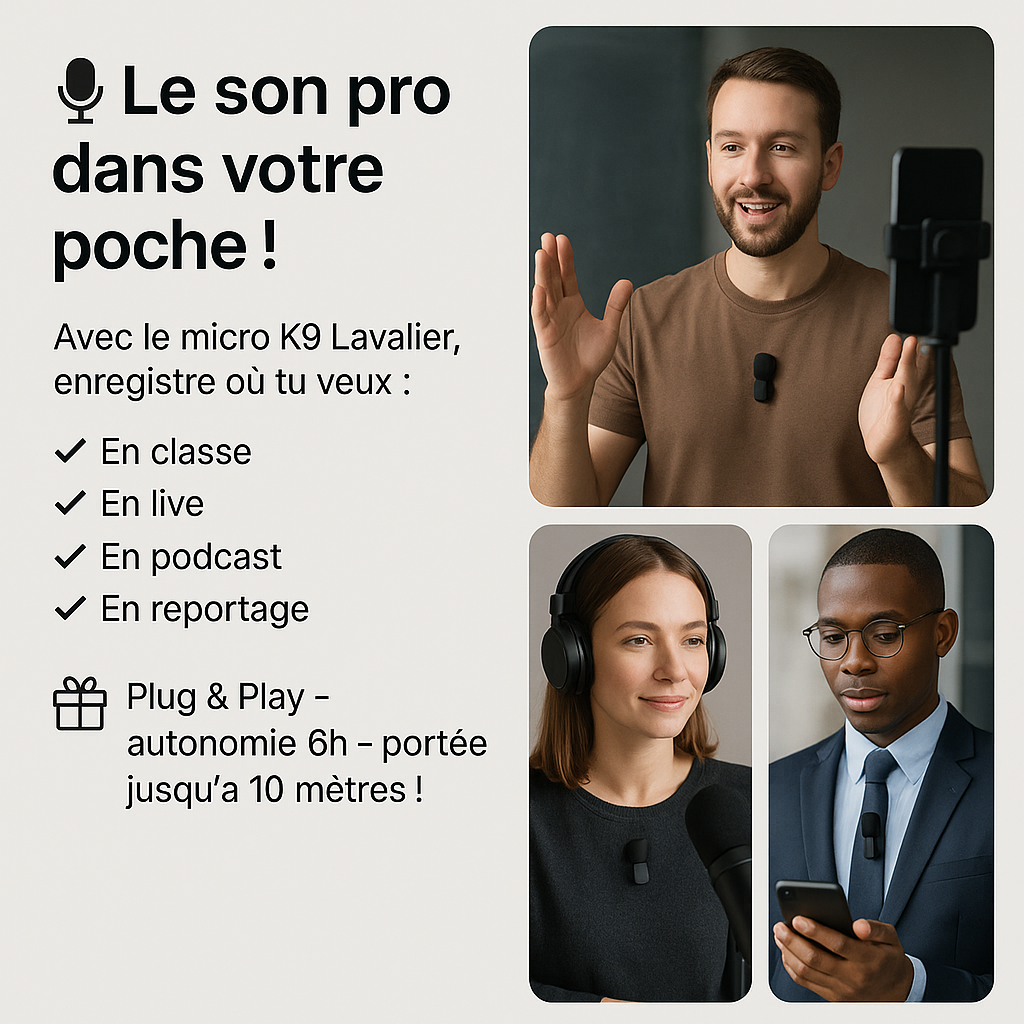 Le son pro
dans votre
poche !
Avec le micro K9 Lavalier,
enregistre où tu veux :
En classe
En live
En podcast
En reportage
Plug & Play –
autonomie 6h – portée
jusqu’a 10 mètres !